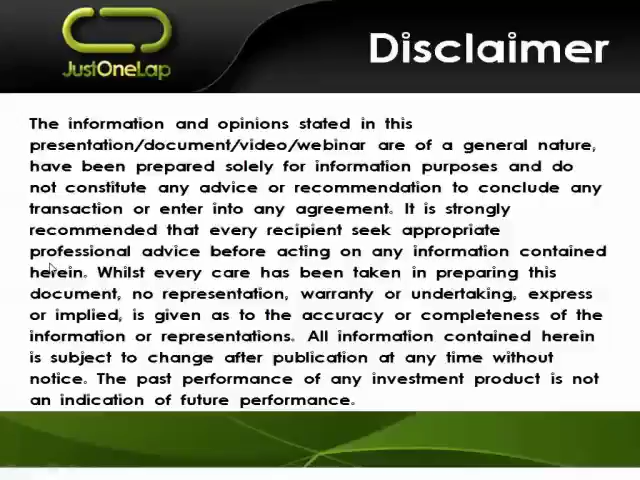 JustOneLap
Disclaimer
The information and opinions stated in this
presentation/document/video/webinar are of a general nature,
have been prepared solely for information purposes and do
not constitute any advice or recommendation to conclude any
transaction or enter into any agreement. It is strongly
recommended that every recipient seek appropriate
professional advice before acting on any information contained
herein. Whilst every care has been taken in preparing this
document, no representation, warranty or undertaking, express
or implied, is given as to the accuracy or completeness of the
information or representations. All information contained herein
is subject to change after publication at any time without
notice. The past performance of any investment product is not
an indication of future performance.